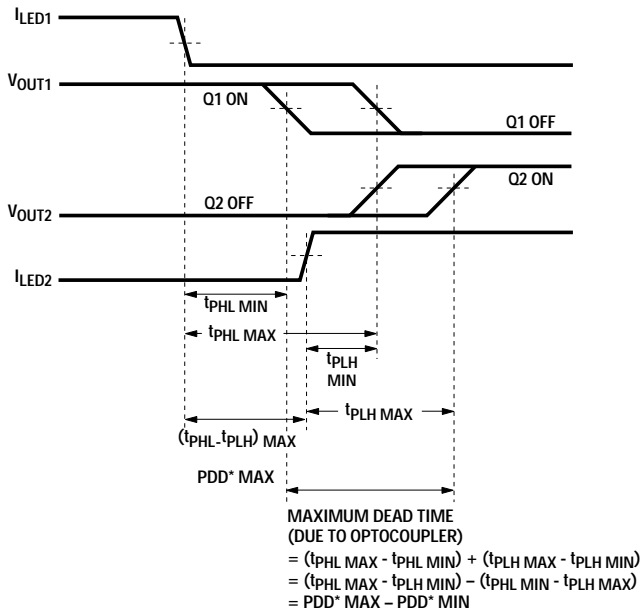 ILED1
VOUT1
Q1 ON
Q1 OFF
Q2 OFF
Q2 ON
VOUT2
ILED2
tPHL MIN
tPHL MAX
tPLH
MIN
tPLH MAX
(tPHL-tPLH) MAX
PDD* MAX
MAXIMUM DEAD TIME
(DUE TO OPTOCOUPLER)
= (tPHL MAX - tPHL MIN) + (tPLH MAX - tPLH MIN)
= (tPHL MAX - tPLH MIN) – (tPHL MIN - tPLH MAX)
= PDD* MAX – PDD* MIN